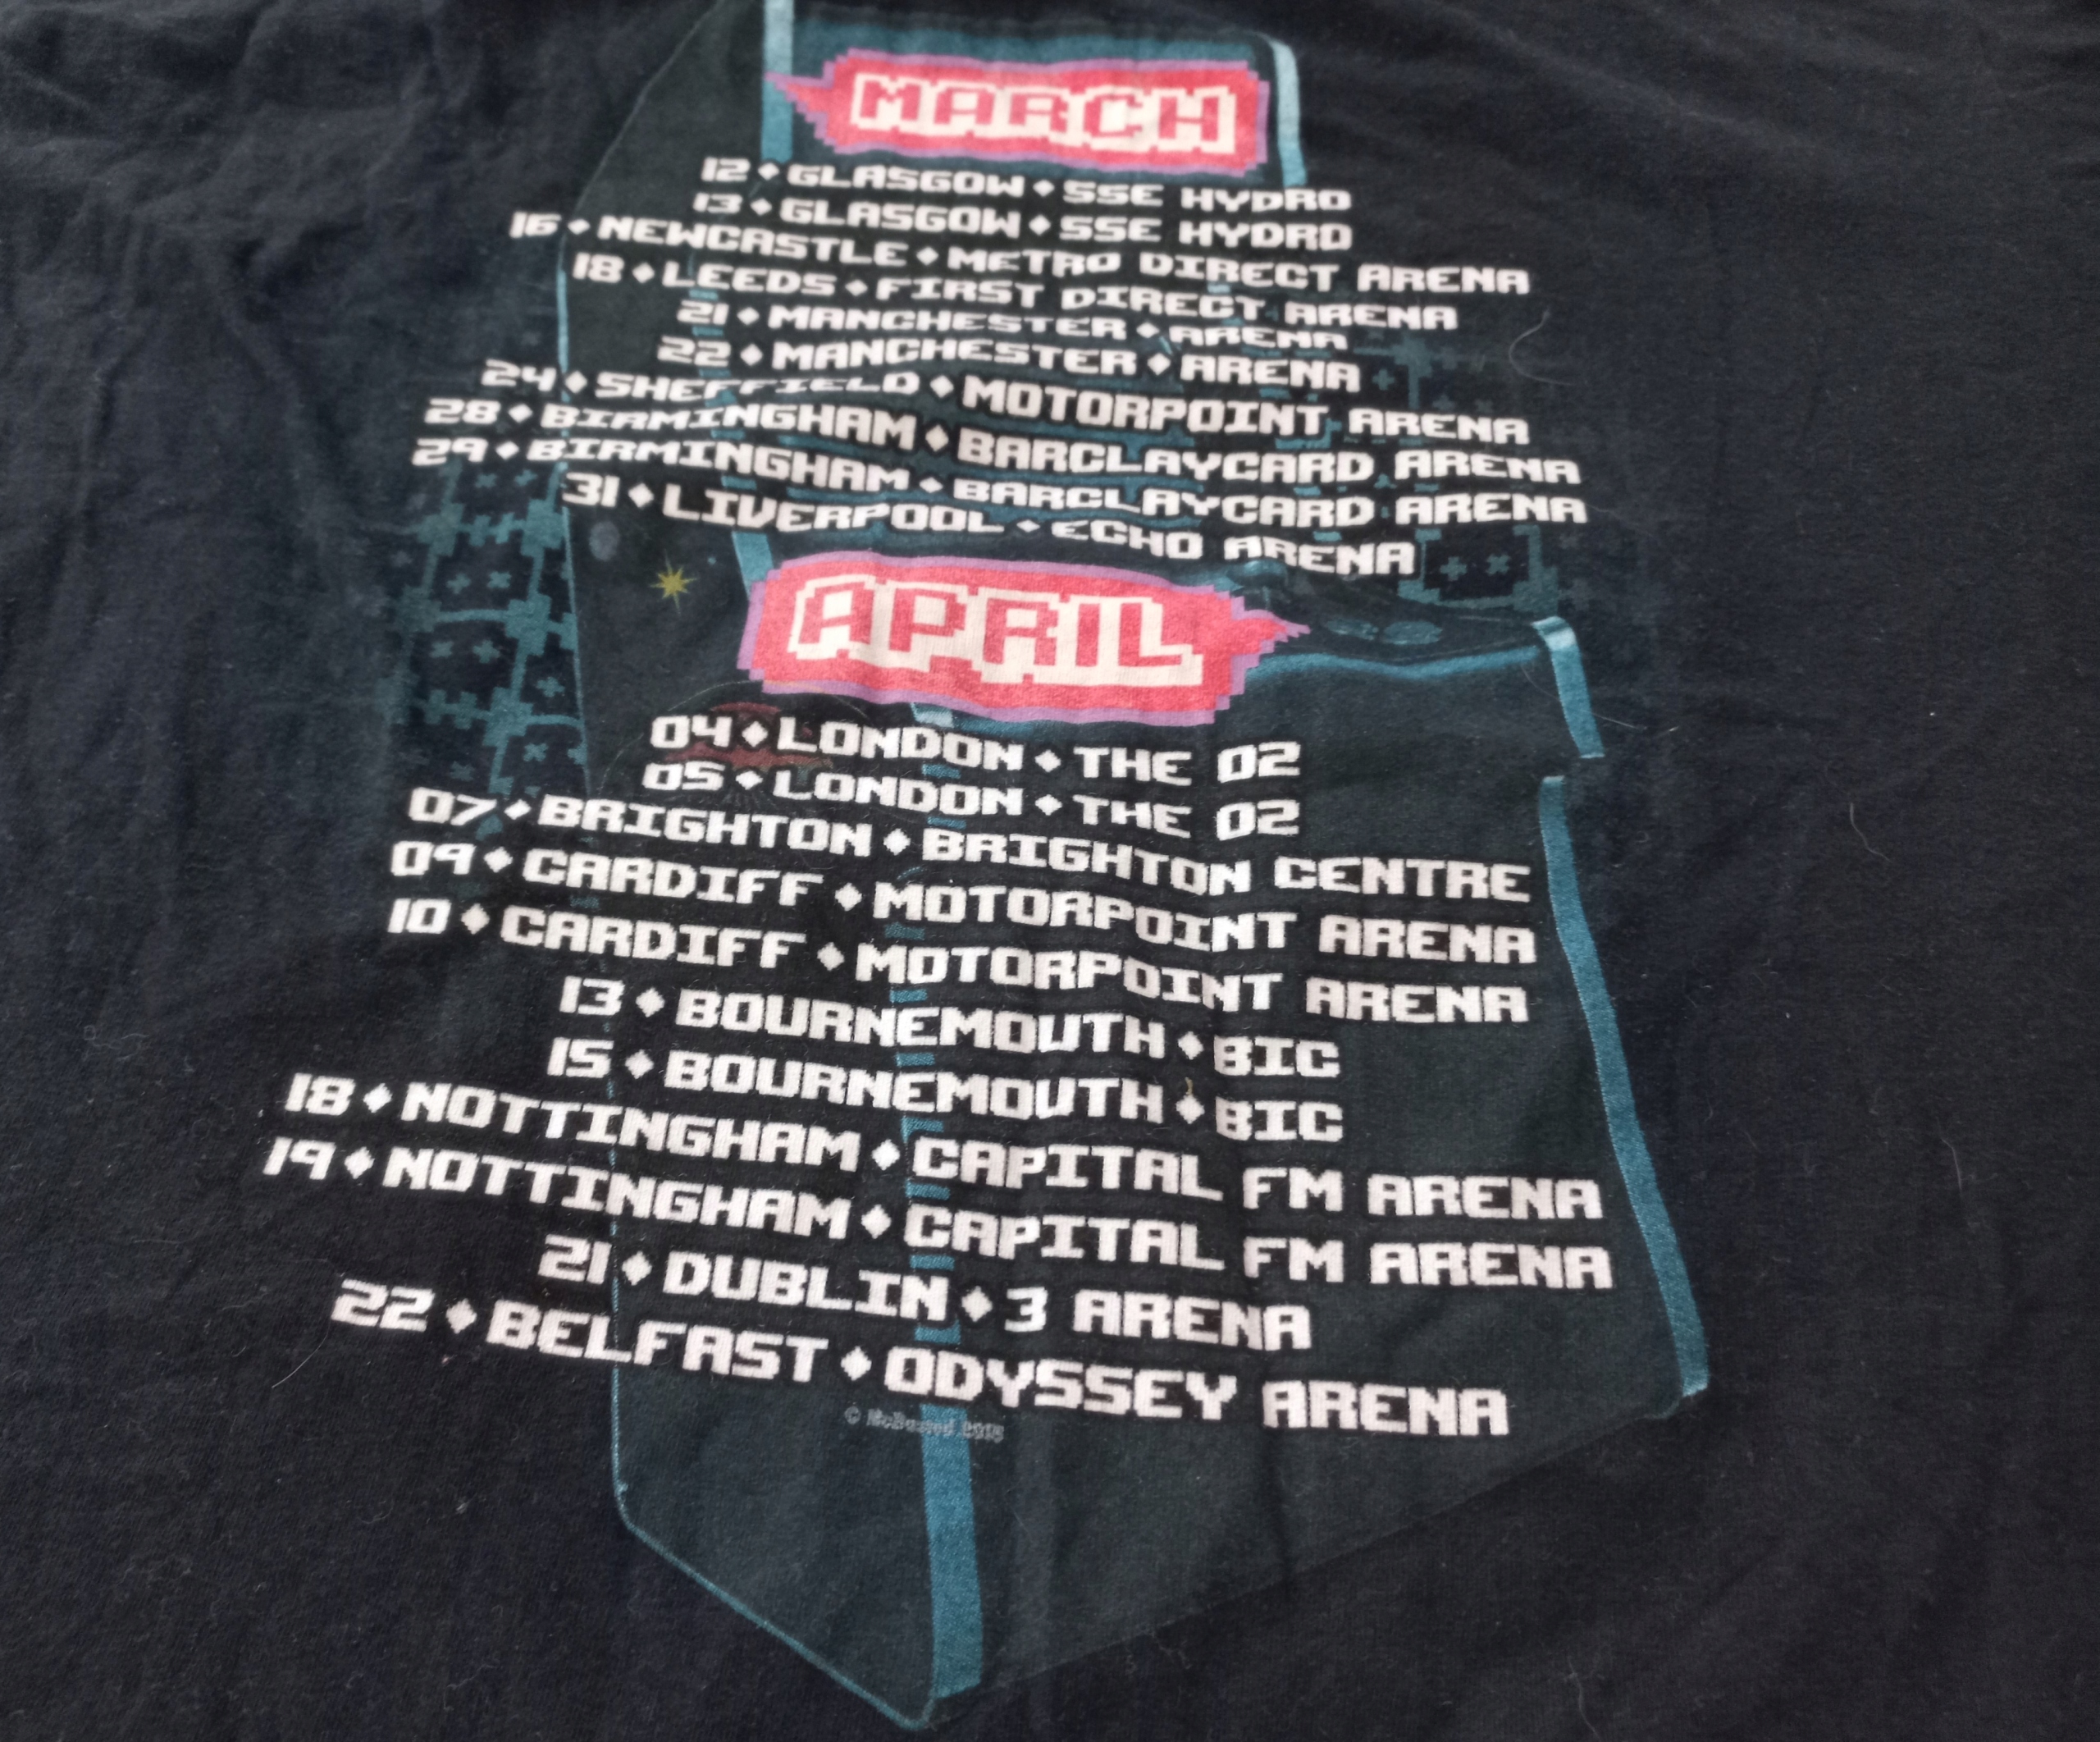 MARCH
12 ♦ GLASGOW ♦ SSE HYDRO
13 ♦ GLASGOW ♦ SSE HYDRO
16 ♦ NEWCASTLE ♦ METRO DIRECT ARENA
18 ♦ LEEDS ♦ FIRST DIRECT ARENA
21 ♦ MANCHESTER ♦ ARENA
22 ♦ MANCHESTER ♦ ARENA
24 ♦ SHEFFIELD ♦ MOTORPOINT ARENA
28 ♦ BIRMINGHAM ♦ BARCLAYCARD ARENA
29 ♦ BIRMINGHAM ♦ BARCLAYCARD ARENA
31 ♦ LIVERPOOL ♦ ECHO ARENA
APRIL
04 ♦ LONDON ♦ THE O2
05 ♦ LONDON ♦ THE O2
07 ♦ BRIGHTON ♦ BRIGHTON CENTRE
09 ♦ CARDIFF ♦ MOTORPOINT ARENA
10 ♦ CARDIFF ♦ MOTORPOINT ARENA
13 ♦ BOURNEMOUTH ♦ BIC
15 ♦ BOURNEMOUTH ♦ BIC
18 ♦ NOTTINGHAM ♦ CAPITAL FM ARENA
19 ♦ NOTTINGHAM ♦ CAPITAL FM ARENA
21 ♦ DUBLIN ♦ 3 ARENA
22 ♦ BELFAST ♦ ODYSSEY ARENA
© McBusted 2015